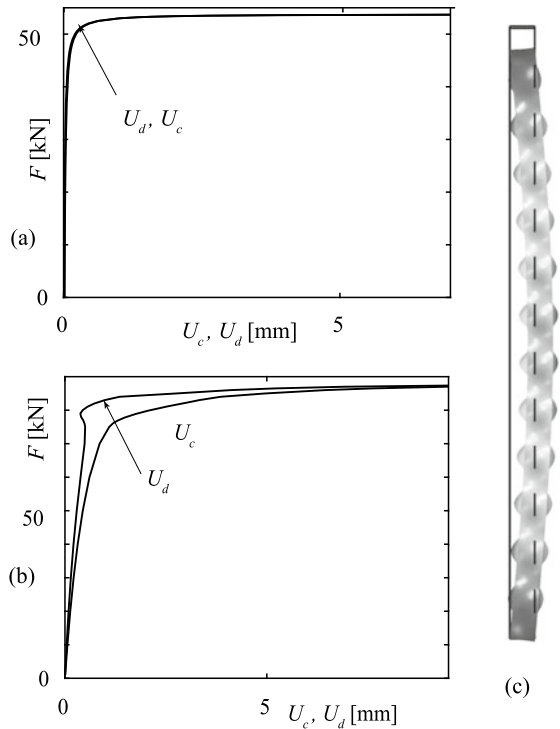 50
U_d, U_c
F [kN]
(a)
0
0
5
U_c, U_d [mm]
F [kN]
U_c
U_d
50
(b)
0
0
5
U_c, U_d [mm]
(c)